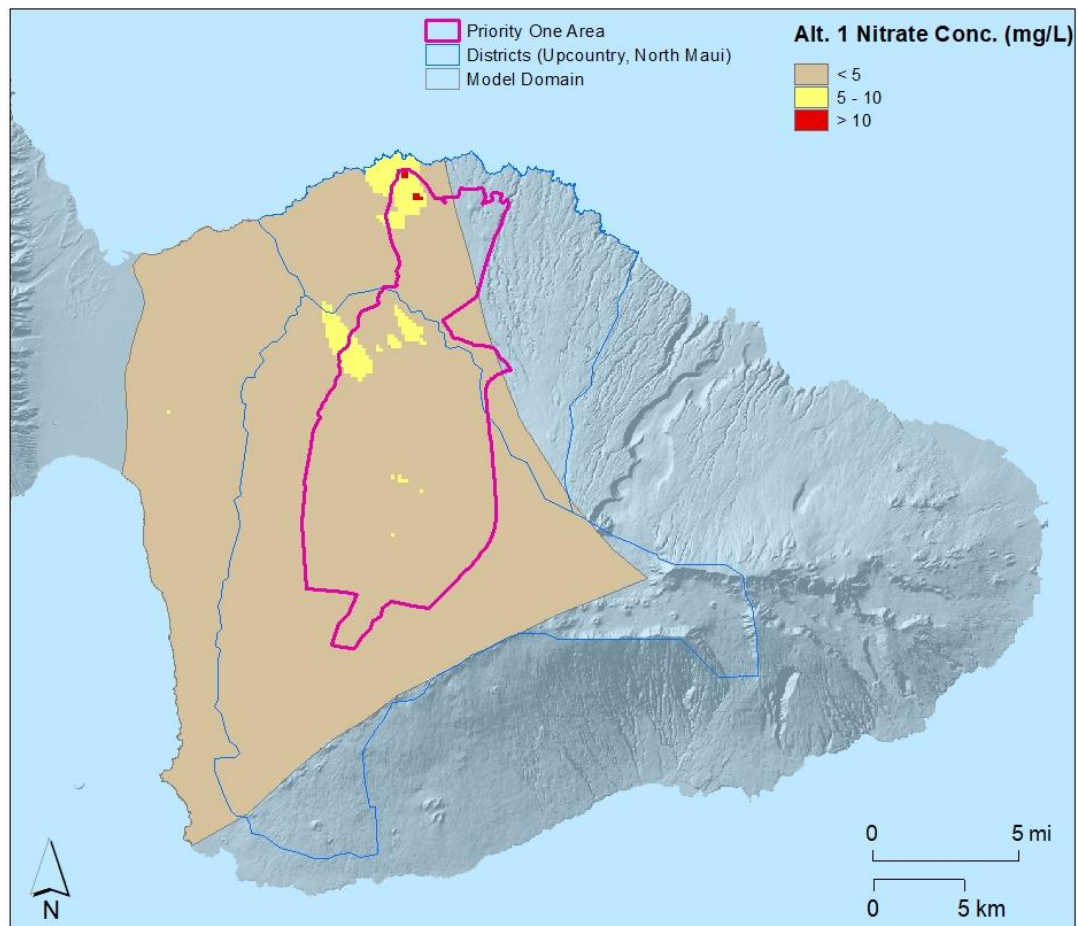 Priority One Area
Districts (Upcountry, North Maui)
Model Domain
Alt. 1 Nitrate Conc. (mg/L)
< 5
5 - 10
> 10
N
0 5 mi
0 5 km